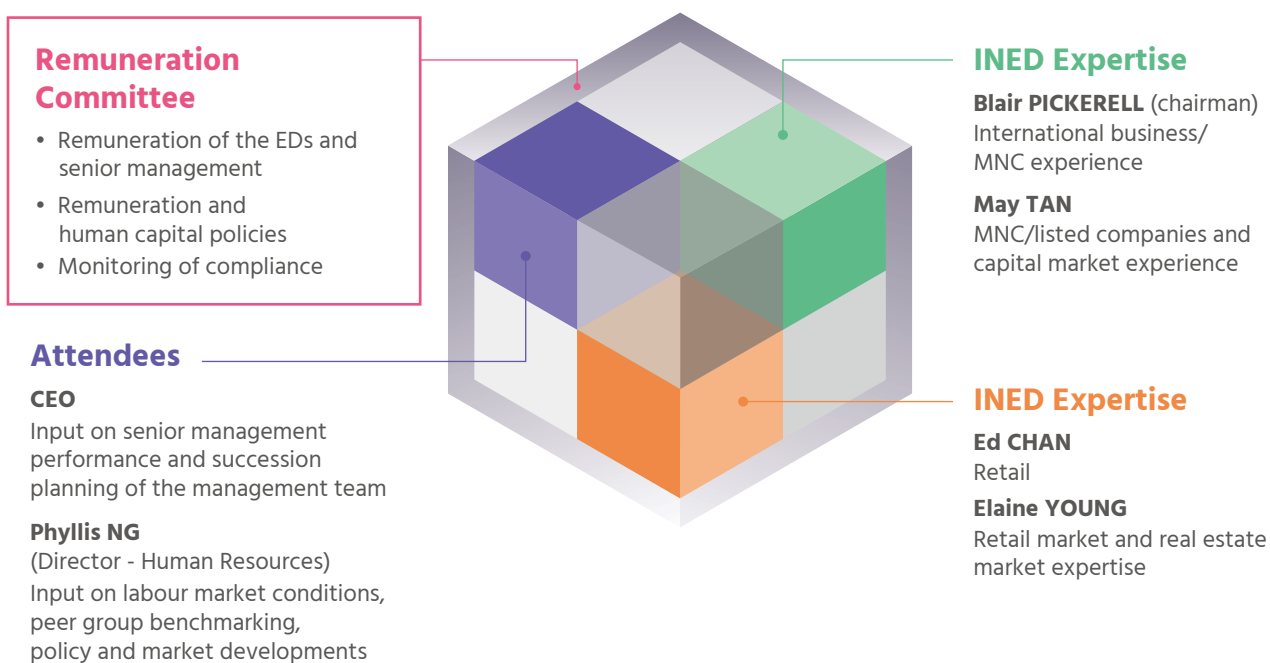 Remuneration
Committee
• Remuneration of the EDs and
senior management
• Remuneration and
human capital policies
• Monitoring of compliance
Attendees
CEO
Input on senior management
performance and succession
planning of the management team
Phyllis NG
(Director - Human Resources)
Input on labour market conditions,
peer group benchmarking,
policy and market developments
INED Expertise
Blair PICKERELL (chairman)
International business/
MNC experience
May TAN
MNC/listed companies and
capital market experience
INED Expertise
Ed CHAN
Retail
Elaine YOUNG
Retail market and real estate
market expertise